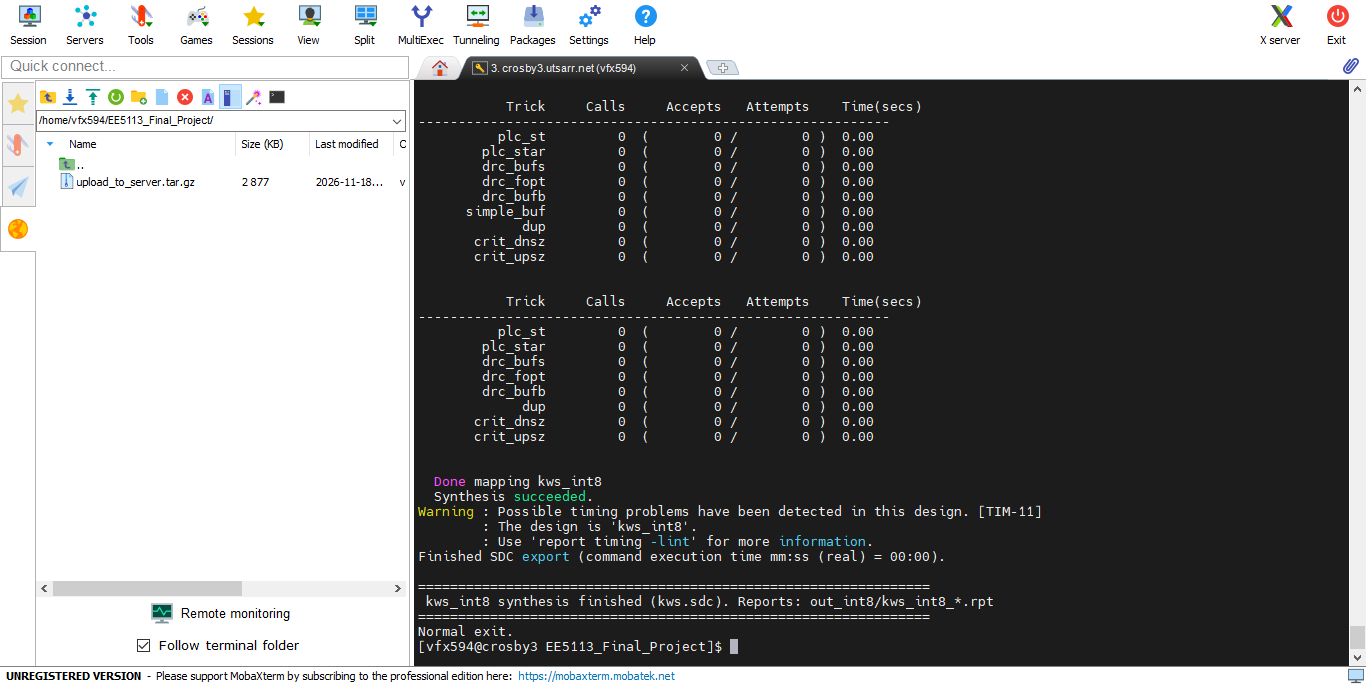 Session Servers Tools Games Sessions View Split MultiExec Tunneling Packages Settings Help X server Exit
Quick connect...
3. crosby3.utsarr.net (vfx594)
/home/vfx594/EE5113_Final_Project/
Name Size (KB) Last modified C
..
upload_to_server.tar.gz 2 877 2026-11-18... v
Remote monitoring
Follow terminal folder
Trick Calls Accepts Attempts Time(secs)
-----------------------------------------------------------
plc_st 0 ( 0 / 0 ) 0.00
plc_star 0 ( 0 / 0 ) 0.00
drc_bufs 0 ( 0 / 0 ) 0.00
drc_fopt 0 ( 0 / 0 ) 0.00
drc_bufb 0 ( 0 / 0 ) 0.00
simple_buf 0 ( 0 / 0 ) 0.00
dup 0 ( 0 / 0 ) 0.00
crit_dnsz 0 ( 0 / 0 ) 0.00
crit_upsz 0 ( 0 / 0 ) 0.00
Trick Calls Accepts Attempts Time(secs)
-----------------------------------------------------------
plc_st 0 ( 0 / 0 ) 0.00
plc_star 0 ( 0 / 0 ) 0.00
drc_bufs 0 ( 0 / 0 ) 0.00
drc_fopt 0 ( 0 / 0 ) 0.00
drc_bufb 0 ( 0 / 0 ) 0.00
dup 0 ( 0 / 0 ) 0.00
crit_dnsz 0 ( 0 / 0 ) 0.00
crit_upsz 0 ( 0 / 0 ) 0.00
Done mapping kws_int8
Synthesis succeeded.
Warning : Possible timing problems have been detected in this design. [TIM-11]
: The design is 'kws_int8'.
: Use 'report timing -lint' for more information.
Finished SDC export (command execution time mm:ss (real) = 00:00).
================================================================
kws_int8 synthesis finished (kws.sdc). Reports: out_int8/kws_int8_*.rpt
================================================================
Normal exit.
[vfx594@crosby3 EE5113_Final_Project]$
UNREGISTERED VERSION - Please support MobaXterm by subscribing to the professional edition here: https://mobaxterm.mobatek.net